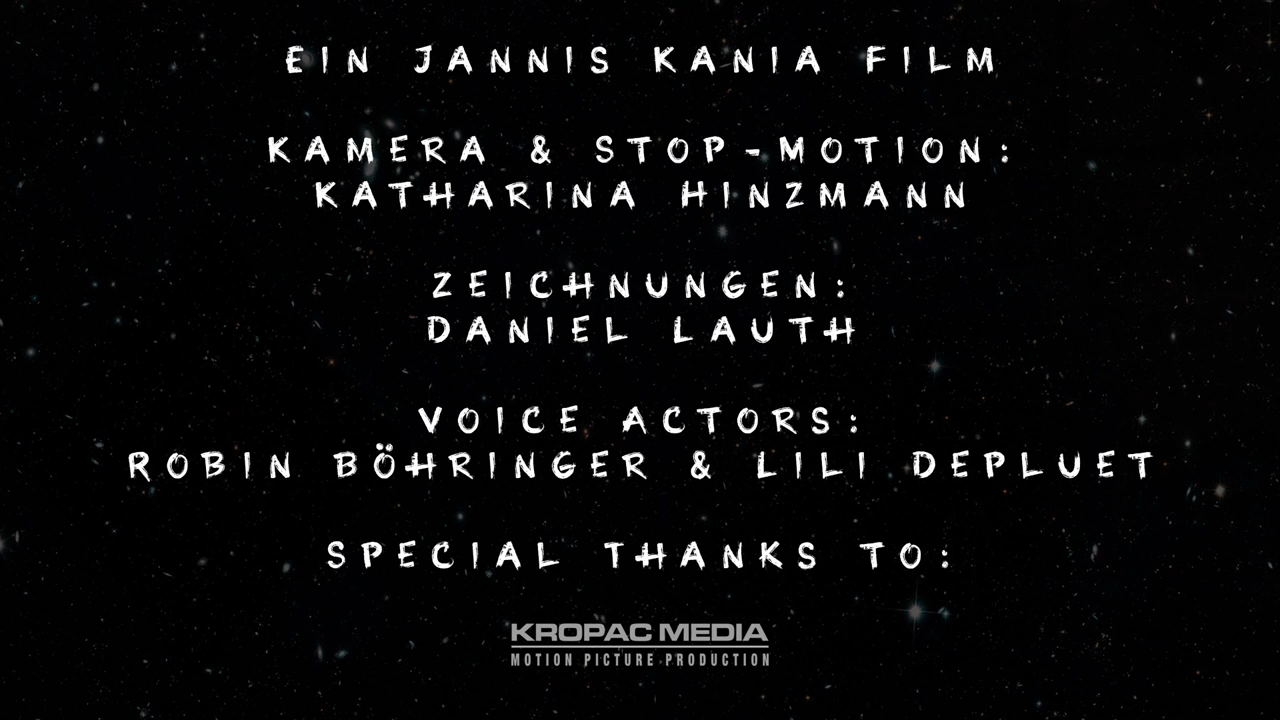 EIN JANNIS KANIA FILM
KAMERA & STOP-MOTION:
KATHARINA HINZMANN
ZEICHNUNGEN:
DANIEL LAUTH
VOICE ACTORS:
ROBIN BÖHRINGER & LILI DEPLUET
SPECIAL THANKS TO:
KROPAC MEDIA
MOTION PICTURE PRODUCTION